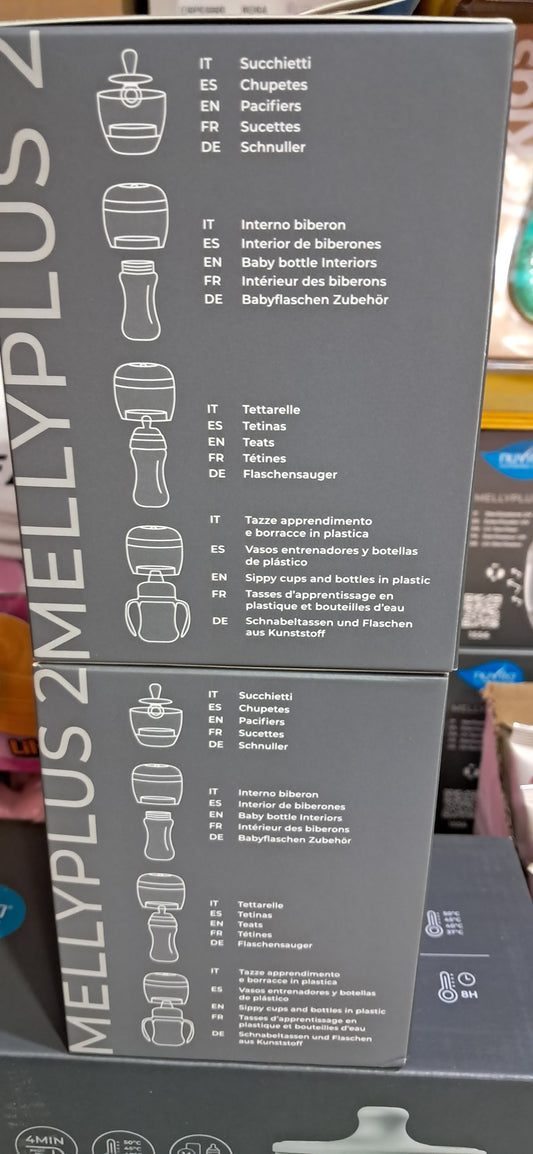 MELLYPLUS 2
IT Succhietti
ES Chupetes
EN Pacifiers
FR Sucettes
DE Schnuller
IT Interno biberon
ES Interior de biberones
EN Baby bottle Interiors
FR Intérieur des biberons
DE Babyflaschen Zubehör
IT Tettarelle
ES Tetinas
EN Teats
FR Tétines
DE Flaschensauger
IT Tazze apprendimento
e borracce in plastica
ES Vasos entrenadores y botellas
de plástico
EN Sippy cups and bottles in plastic
FR Tasses d'apprentissage en
plastique et bouteilles d'eau
DE Schnabeltassen und Flaschen
aus Kunststoff
MELLYPLUS 2
IT Succhietti
ES Chupetes
EN Pacifiers
FR Sucettes
DE Schnuller
IT Interno biberon
ES Interior de biberones
EN Baby bottle Interiors
FR Intérieur des biberons
DE Babyflaschen Zubehör
IT Tettarelle
ES Tetinas
EN Teats
FR Tétines
DE Flaschensauger
IT Tazze apprendimento
e borracce in plastica
ES Vasos entrenadores y botellas
de plástico
EN Sippy cups and bottles in plastic
FR Tasses d'apprentissage en
plastique et bouteilles d'eau
DE Schnabeltassen und Flaschen
aus Kunststoff
MELLYPLUS
50°C
45°C
40°C
37°C
8H
4MIN
50°C
45°C